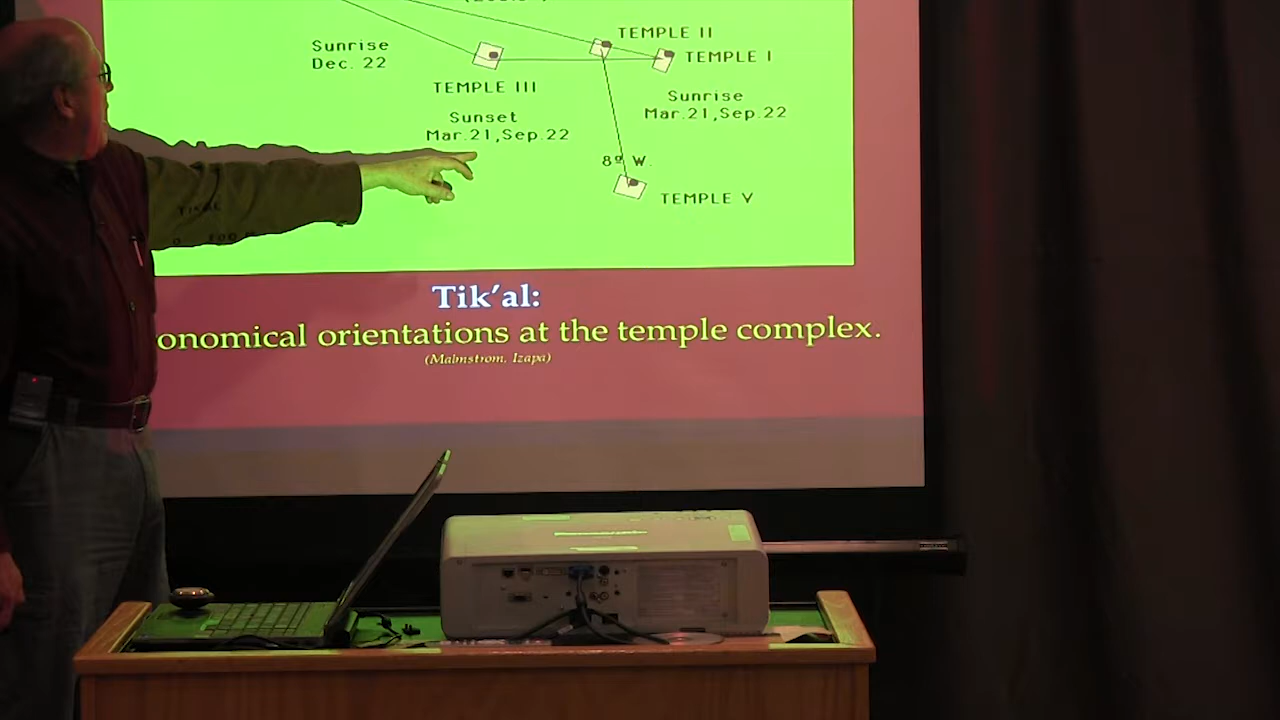 TEMPLE II
Sunrise
Dec. 22
TEMPLE I
TEMPLE III
Sunrise
Mar.21,Sep.22
Sunset
Mar.21,Sep.22
8º W.
TEMPLE V
TIKAL
Tik'al:
onomical orientations at the temple complex.
(Malmstrom, Izapa)